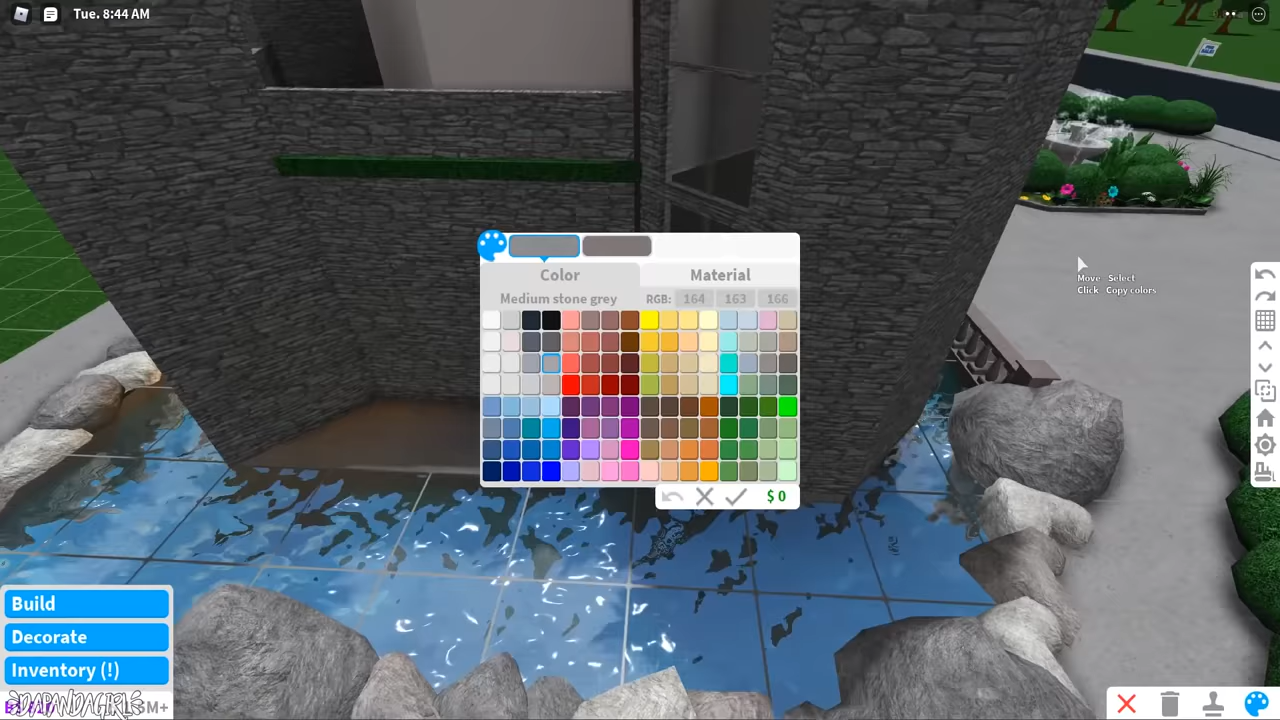 Tue. 8:44 AM
Move Select
Click Copy colors
Color
Material
Medium stone grey
RGB: 164 163 166
$ 0
Build
Decorate
Inventory (!)
DAPANDAGIRL
M+